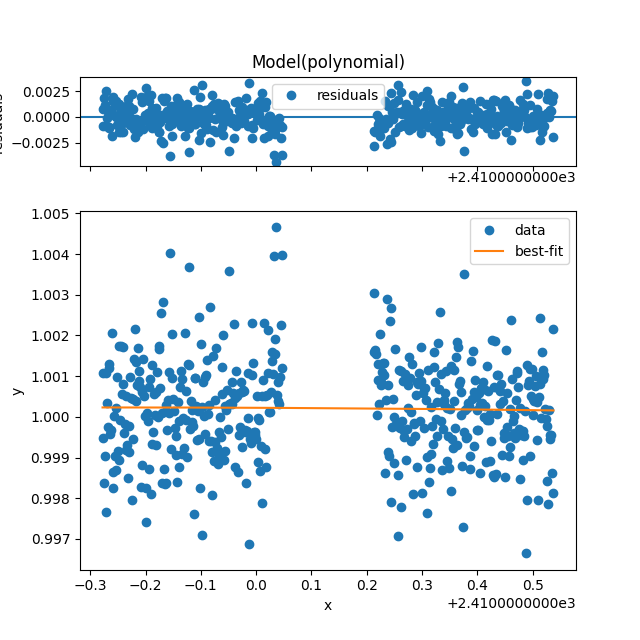 Model(polynomial)
0.0025
0.0000
−0.0025
residuals
+2.4100000000e3
1.005
1.004
1.003
1.002
1.001
1.000
0.999
0.998
0.997
y
data
best-fit
−0.3 −0.2 −0.1 0.0 0.1 0.2 0.3 0.4 0.5
x
+2.4100000000e3